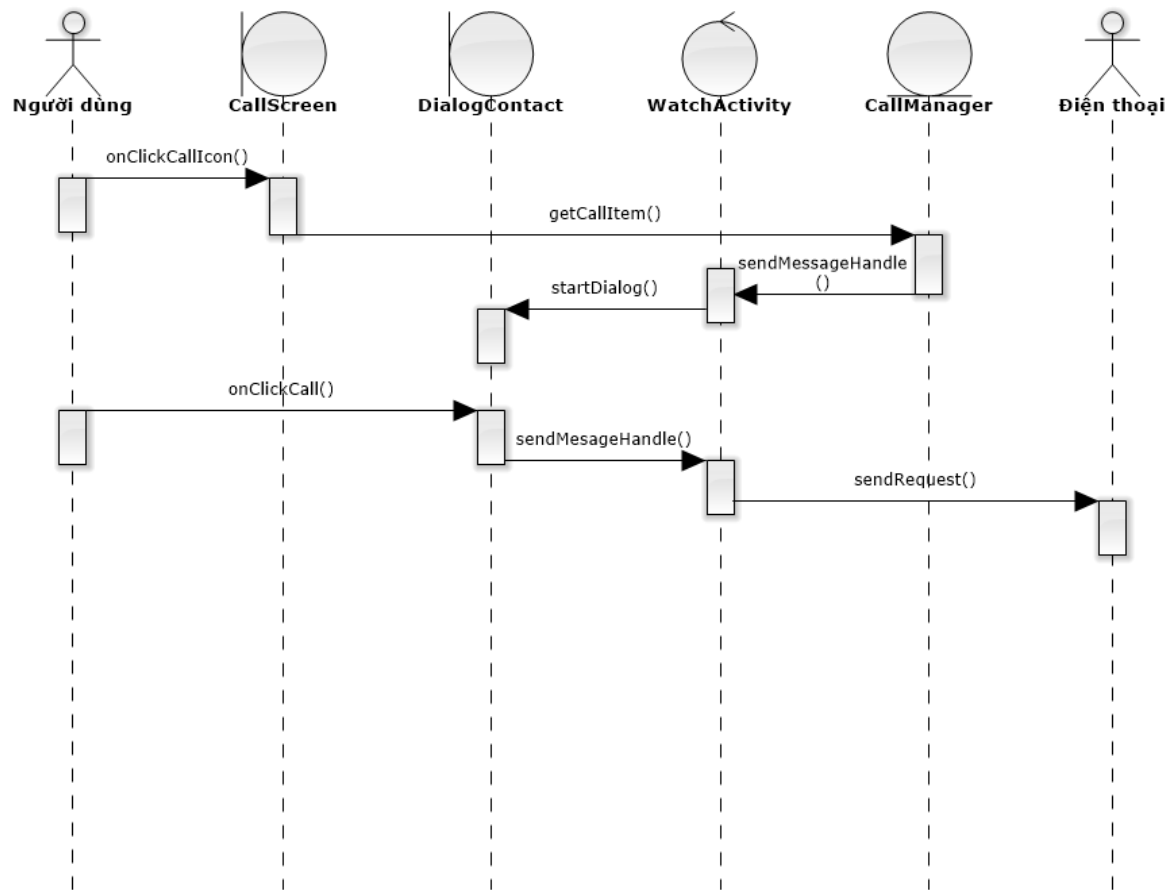 Người dùng
CallScreen
DialogContact
WatchActivity
CallManager
Điện thoại
onClickCallIcon()
getCallItem()
sendMessageHandle
()
startDialog()
onClickCall()
sendMesageHandle()
sendRequest()